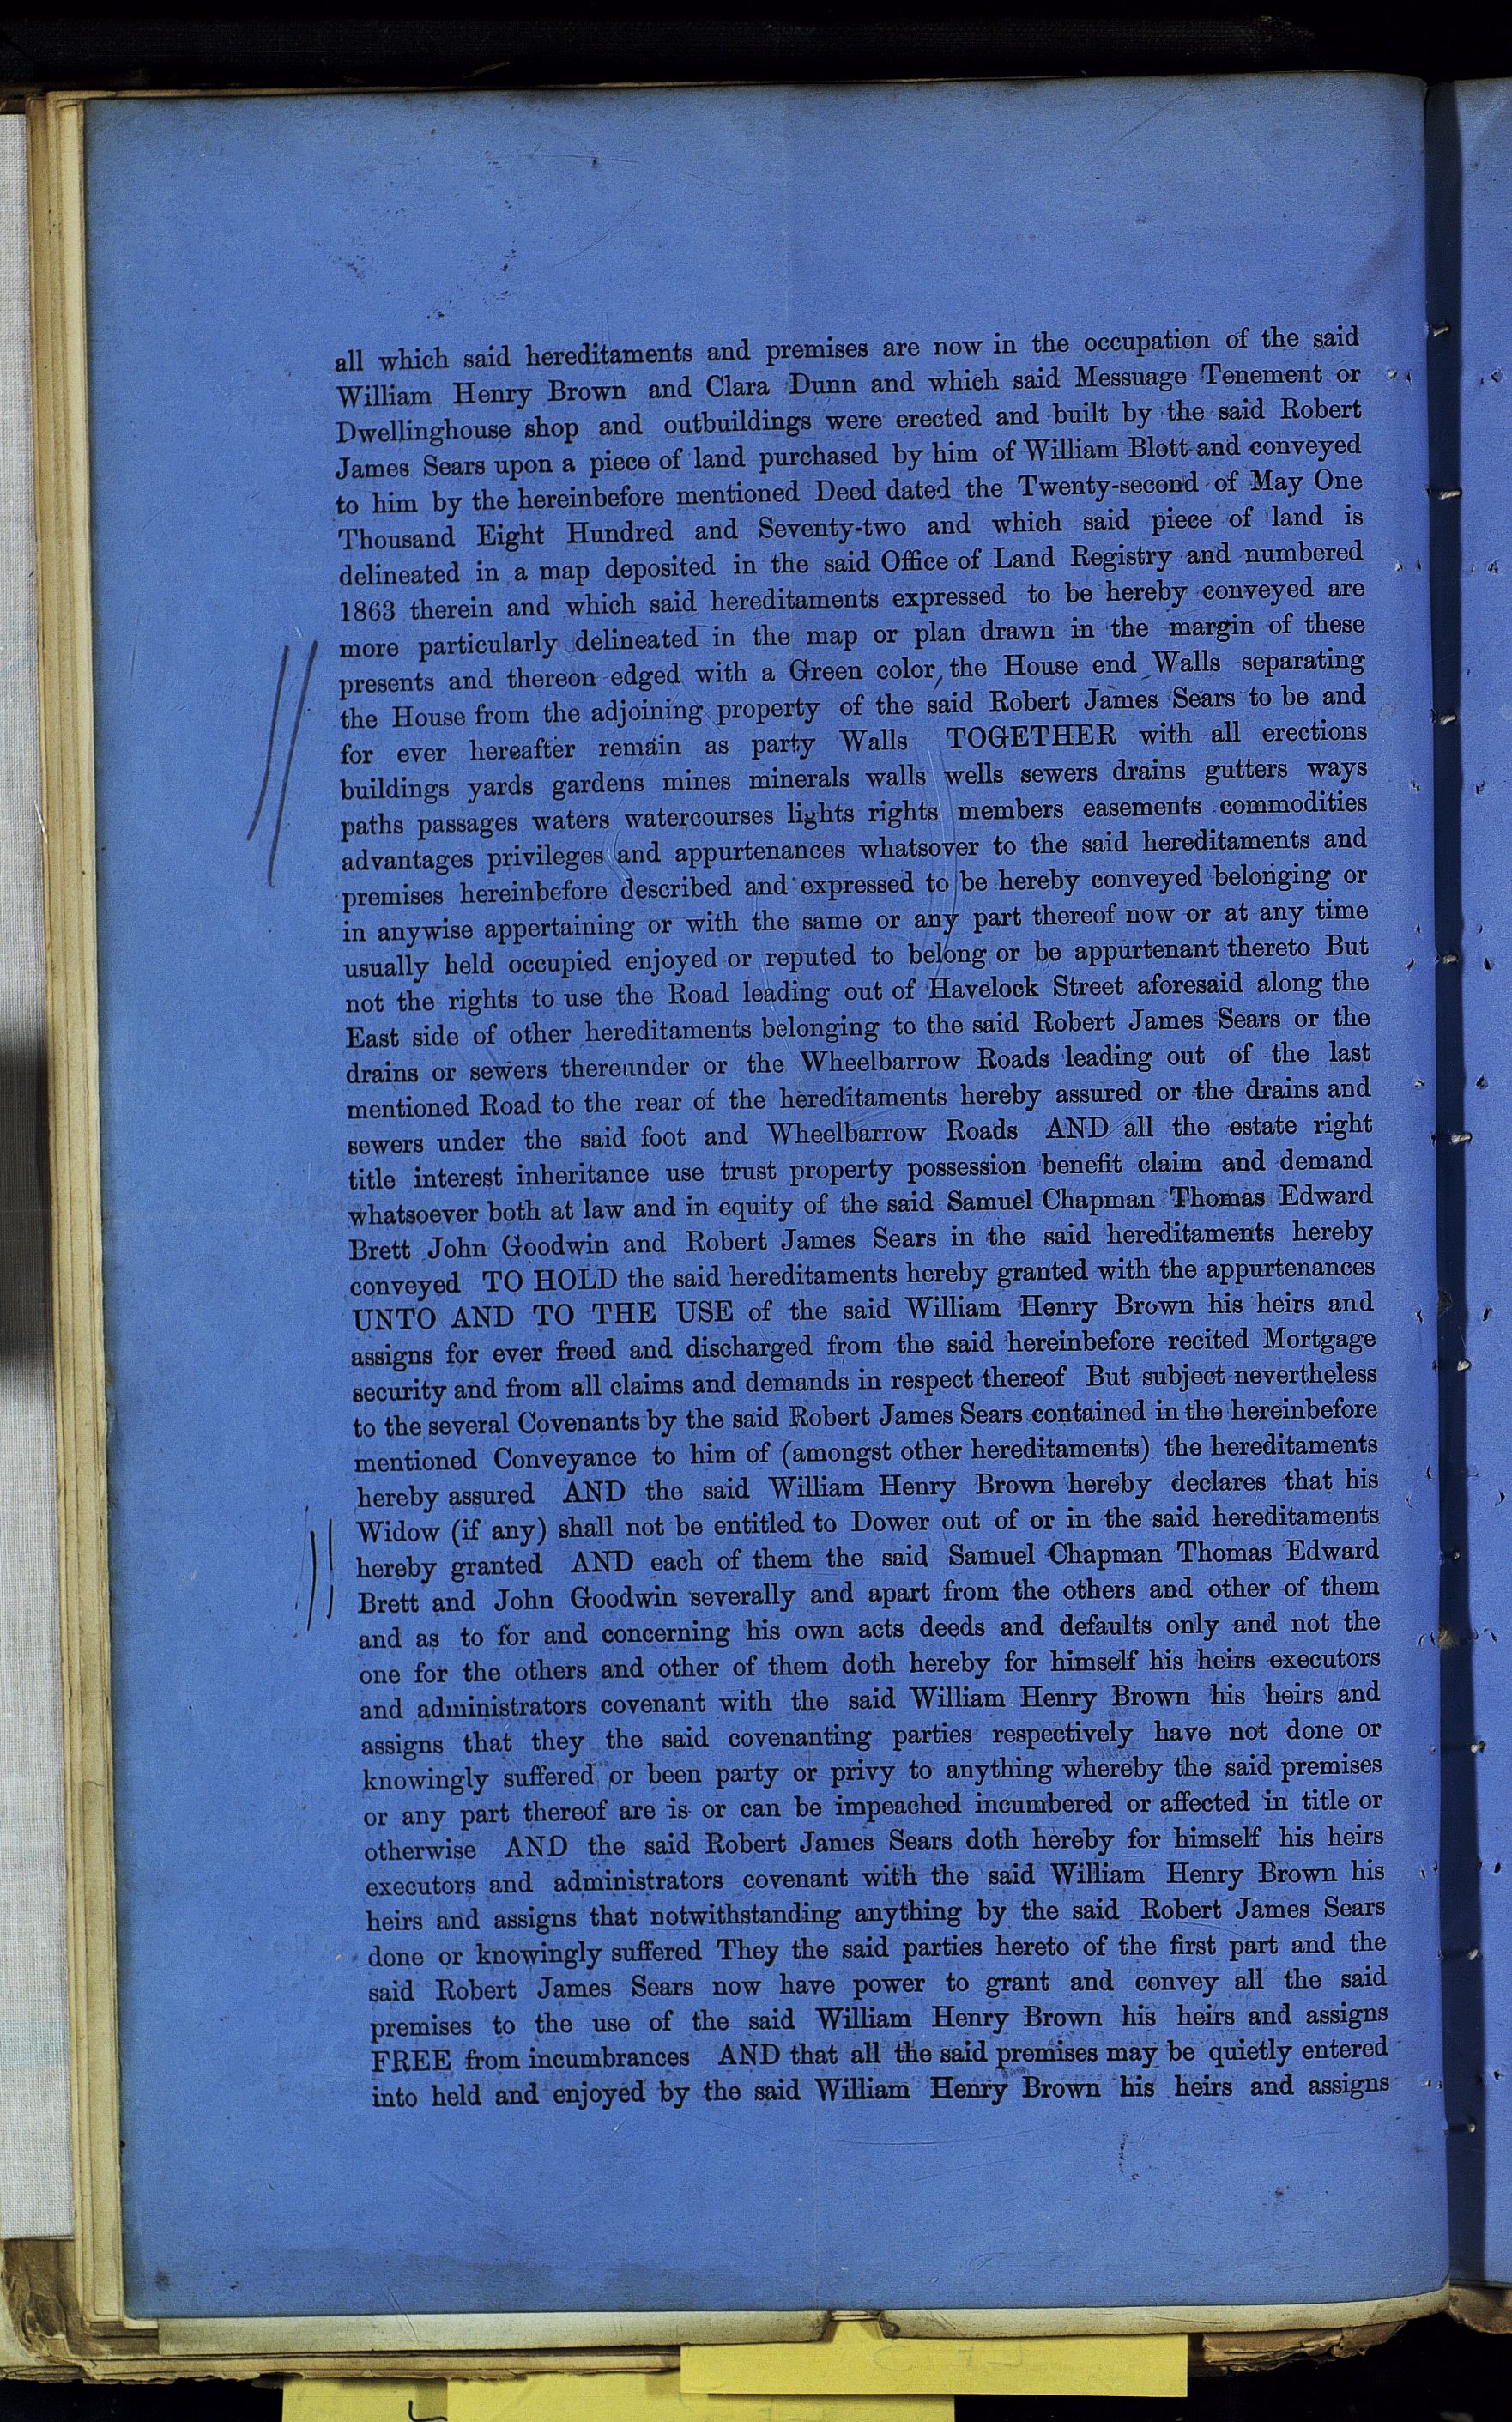 all which said hereditaments and premises are now in the occupation of the said
William Henry Brown and Clara Dunn and which said Messuage Tenement or
Dwellinghouse shop and outbuildings were erected and built by the said Robert
James Sears upon a piece of land purchased by him of William Blott and conveyed
to him by the hereinbefore mentioned Deed dated the Twenty-second of May One
Thousand Eight Hundred and Seventy-two and which said piece of land is
delineated in a map deposited in the said Office of Land Registry and numbered
1863 therein and which said hereditaments expressed to be hereby conveyed are
more particularly delineated in the map or plan drawn in the margin of these
presents and thereon edged with a Green color, the House end Walls separating
the House from the adjoining property of the said Robert James Sears to be and
for ever hereafter remain as party Walls TOGETHER with all erections
buildings yards gardens mines minerals walls wells sewers drains gutters ways
paths passages waters watercourses lights rights members easements commodities
advantages privileges and appurtenances whatsover to the said hereditaments and
premises hereinbefore described and expressed to be hereby conveyed belonging or
in anywise appertaining or with the same or any part thereof now or at any time
usually held occupied enjoyed or reputed to belong or be appurtenant thereto But
not the rights to use the Road leading out of Havelock Street aforesaid along the
East side of other hereditaments belonging to the said Robert James Sears or the
drains or sewers thereunder or the Wheelbarrow Roads leading out of the last
mentioned Road to the rear of the hereditaments hereby assured or the drains and
sewers under the said foot and Wheelbarrow Roads AND all the estate right
title interest inheritance use trust property possession benefit claim and demand
whatsoever both at law and in equity of the said Samuel Chapman Thomas Edward
Brett John Goodwin and Robert James Sears in the said hereditaments hereby
conveyed TO HOLD the said hereditaments hereby granted with the appurtenances
UNTO AND TO THE USE of the said William Henry Brown his heirs and
assigns for ever freed and discharged from the said hereinbefore recited Mortgage
security and from all claims and demands in respect thereof But subject nevertheless
to the several Covenants by the said Robert James Sears contained in the hereinbefore
mentioned Conveyance to him of (amongst other hereditaments) the hereditaments
hereby assured AND the said William Henry Brown hereby declares that his
Widow (if any) shall not be entitled to Dower out of or in the said hereditaments
hereby granted AND each of them the said Samuel Chapman Thomas Edward
Brett and John Goodwin severally and apart from the others and other of them
and as to for and concerning his own acts deeds and defaults only and not the
one for the others and other of them doth hereby for himself his heirs executors
and administrators covenant with the said William Henry Brown his heirs and
assigns that they the said covenanting parties respectively have not done or
knowingly suffered or been party or privy to anything whereby the said premises
or any part thereof are is or can be impeached incumbered or affected in title or
otherwise AND the said Robert James Sears doth hereby for himself his heirs
executors and administrators covenant with the said William Henry Brown his
heirs and assigns that notwithstanding anything by the said Robert James Sears
done or knowingly suffered They the said parties hereto of the first part and the
said Robert James Sears now have power to grant and convey all the said
premises to the use of the said William Henry Brown his heirs and assigns
FREE from incumbrances AND that all the said premises may be quietly entered
into held and enjoyed by the said William Henry Brown his heirs and assigns